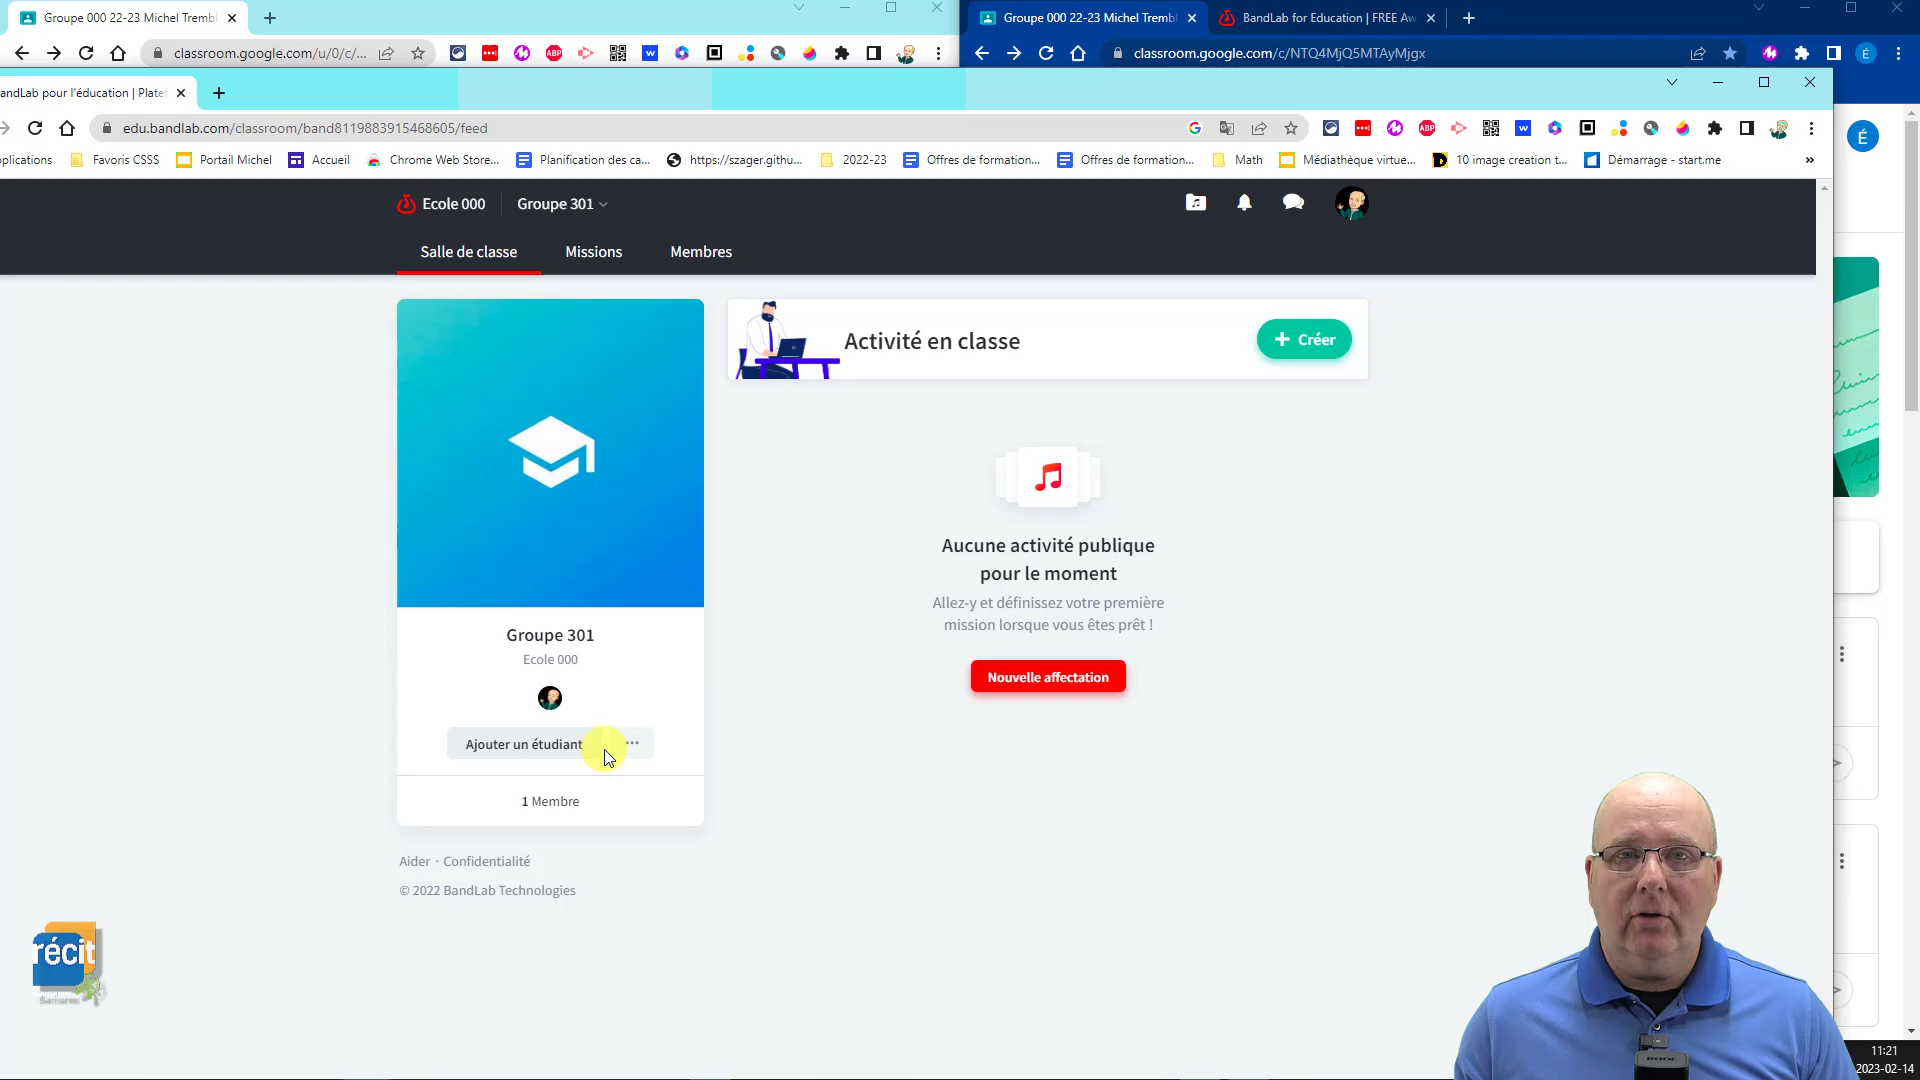 Groupe 000 22-23 Michel Trembl
classroom.google.com/u/0/c/...
Groupe 000 22-23 Michel Trembl
BandLab for Education | FREE Aw
classroom.google.com/c/NTQ4MjQ5MTAyMjgx
andLab pour l'éducation | Platef
edu.bandlab.com/classroom/band8119883915468605/feed
plications
Favoris CSSS
Portail Michel
Accueil
Chrome Web Store...
Planification des ca...
https://szager.githu...
2022-23
Offres de formation...
Offres de formation...
Math
Médiathèque virtue...
10 image creation t...
Démarrage - start.me
É
Ecole 000
Groupe 301
Salle de classe
Missions
Membres
Activité en classe
+ Créer
Aucune activité publique
pour le moment
Allez-y et définissez votre première
mission lorsque vous êtes prêt !
Nouvelle affectation
Groupe 301
Ecole 000
Ajouter un étudiant
1 Membre
Aider · Confidentialité
© 2022 BandLab Technologies
récit
RODE
11:21
2023-02-14